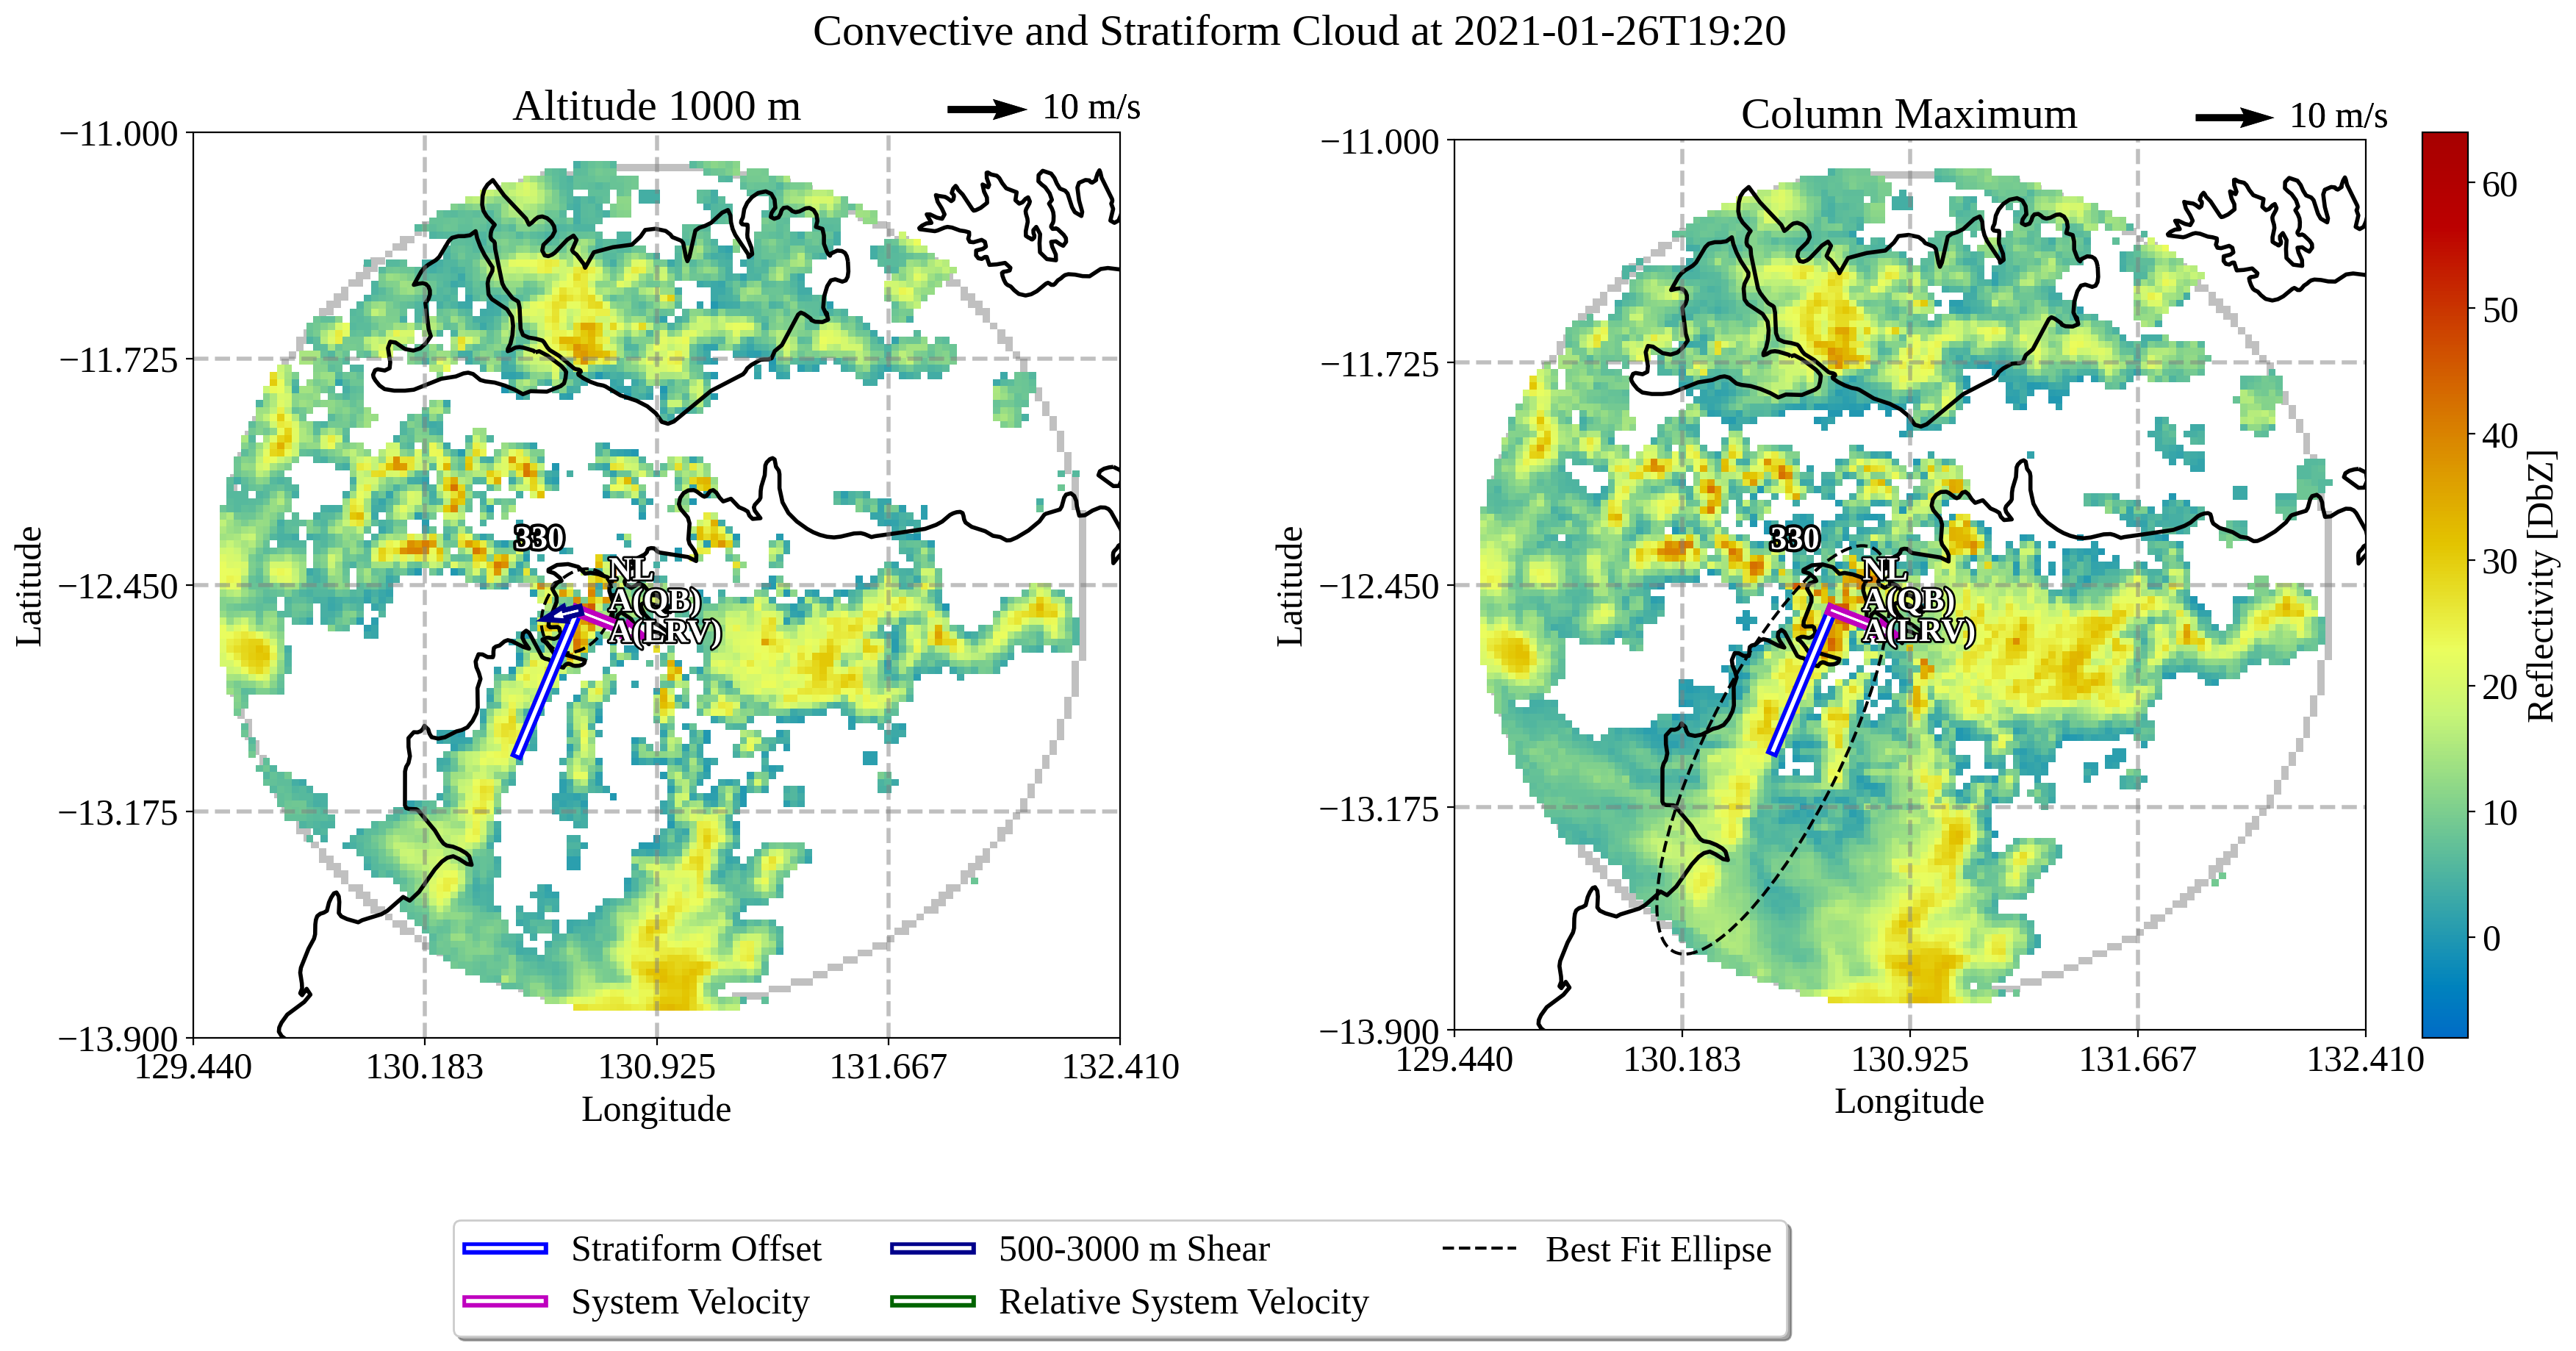 Convective and Stratiform Cloud at 2021-01-26T19:20
Altitude 1000 m
10 m/s
−11.000
−11.725
−12.450
−13.175
−13.900
Latitude
129.440
130.183
130.925
131.667
132.410
Longitude
330
NL
A(QB)
A(LRV)
Column Maximum
10 m/s
−11.000
−11.725
−12.450
−13.175
−13.900
Latitude
129.440
130.183
130.925
131.667
132.410
Longitude
330
NL
A(QB)
A(LRV)
60
50
40
30
20
10
0
Reflectivity [DbZ]
Stratiform Offset
System Velocity
500-3000 m Shear
Relative System Velocity
Best Fit Ellipse